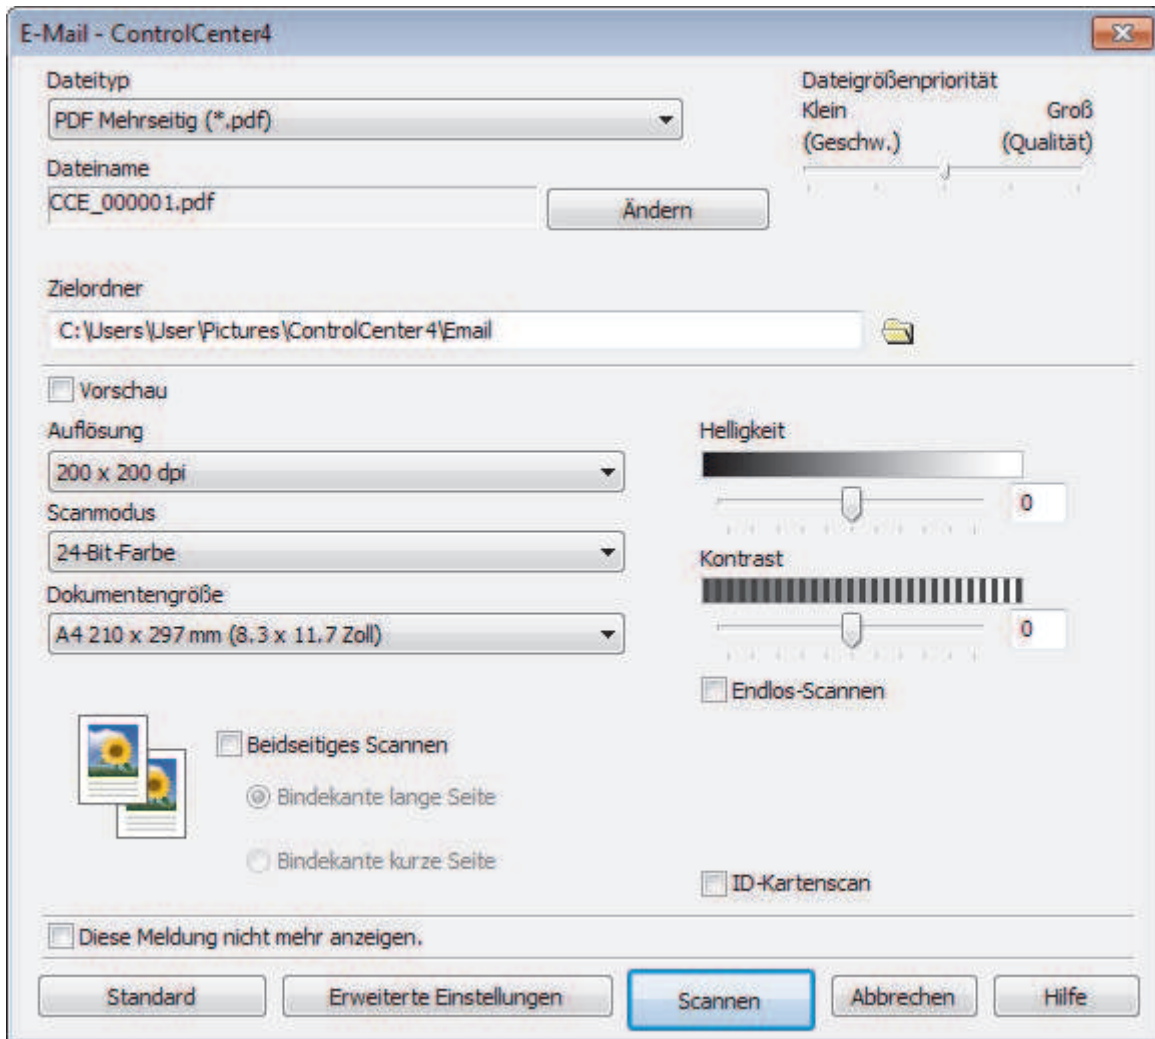 E-Mail - ControlCenter4
Dateityp
PDF Mehrseitig (*.pdf)
Dateigrößenpriorität
Klein Groß
(Geschw.) (Qualität)
Dateiname
CCE_000001.pdf
Ändern
Zielordner
C:\Users\User\Pictures\ControlCenter4\Email
Vorschau
Auflösung
200 x 200 dpi
Scanmodus
24-Bit-Farbe
Dokumentengröße
A4 210 x 297 mm (8.3 x 11.7 Zoll)
Helligkeit
0
Kontrast
0
Endlos-Scannen
Beidseitiges Scannen
Bindekante lange Seite
Bindekante kurze Seite
ID-Kartenscan
Diese Meldung nicht mehr anzeigen.
Standard Erweiterte Einstellungen Scannen Abbrechen Hilfe